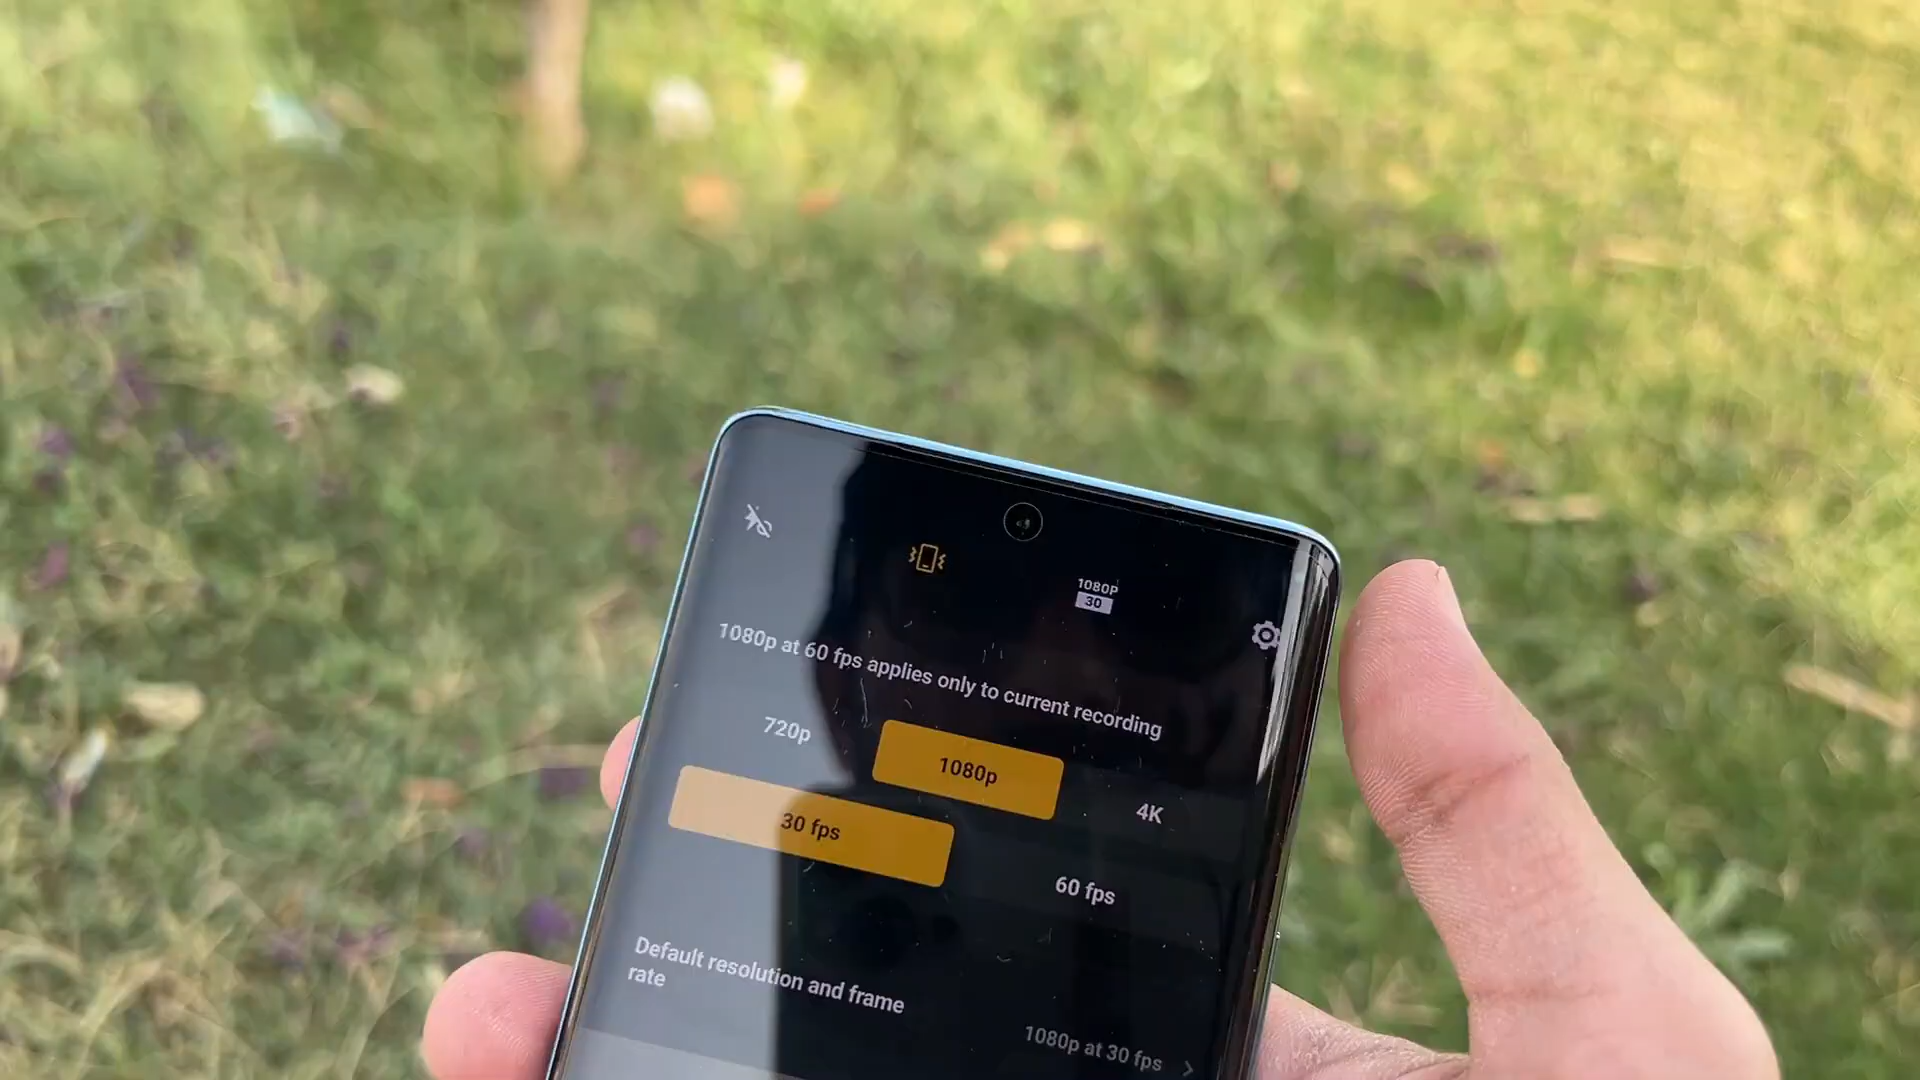 1080P
30
1080p at 60 fps applies only to current recording
720p
1080p
4K
30 fps
60 fps
Default resolution and frame
rate
1080p at 30 fps